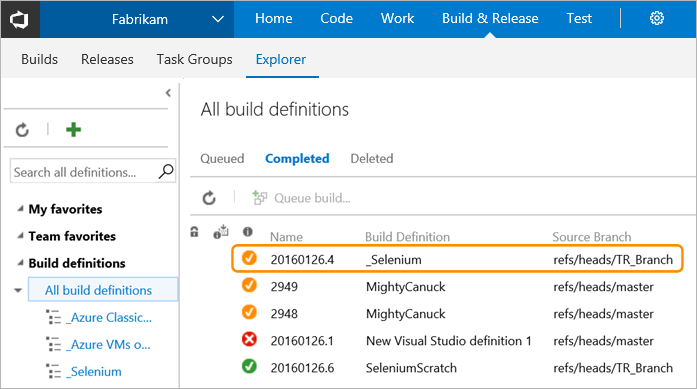 Fabrikam Home Code Work Build & Release Test
Builds Releases Task Groups Explorer
Search all definitions...
My favorites
Team favorites
Build definitions
All build definitions
_Azure Classic...
_Azure VMs o...
_Selenium
All build definitions
Queued Completed Deleted
Queue build...
Name Build Definition Source Branch
20160126.4 _Selenium refs/heads/TR_Branch
2949 MightyCanuck refs/heads/master
2948 MightyCanuck refs/heads/master
20160126.1 New Visual Studio definition 1 refs/heads/master
20160126.6 SeleniumScratch refs/heads/TR_Branch